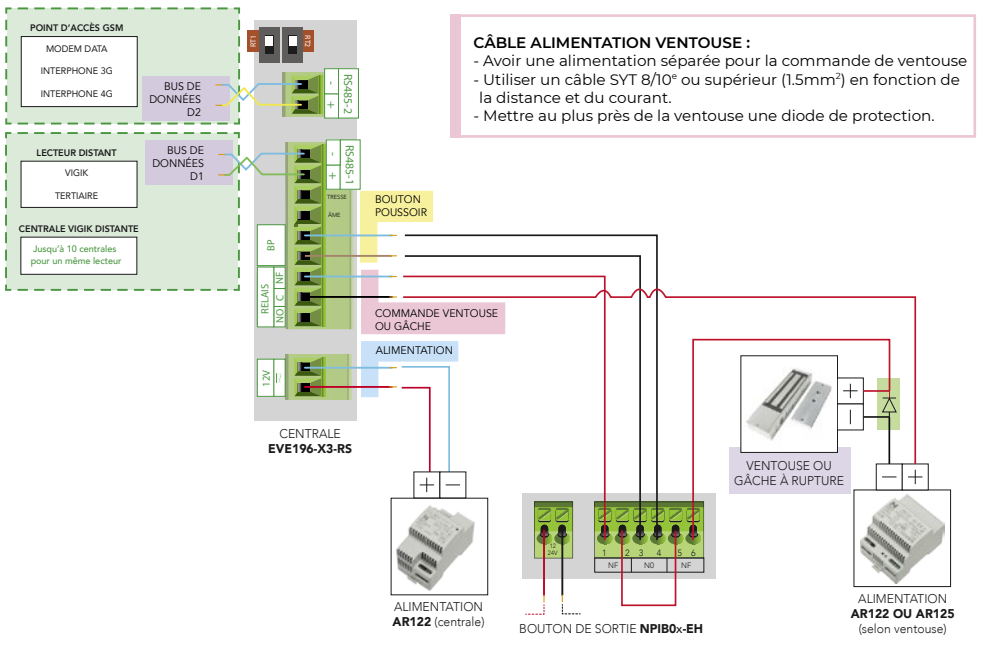 POINT D'ACCÈS GSM
MODEM DATA
INTERPHONE 3G
INTERPHONE 4G
BUS DE
DONNÉES
D2
LECTEUR DISTANT
VIGIK
TERTIAIRE
BUS DE
DONNÉES
D1
CENTRALE VIGIK DISTANTE
Jusqu'à 10 centrales
pour un même lecteur
RT1
RT2
- +
RS485-2
- +
RS485-1
TRESSE
ÂME
BP
RELAIS
NO C NF
12V
BOUTON
POUSSOIR
COMMANDE VENTOUSE
OU GÂCHE
ALIMENTATION
CENTRALE
EVE196-X3-RS
CÂBLE ALIMENTATION VENTOUSE :
- Avoir une alimentation séparée pour la commande de ventouse
- Utiliser un câble SYT 8/10e ou supérieur (1.5mm²) en fonction de
la distance et du courant.
- Mettre au plus près de la ventouse une diode de protection.
+
−
VENTOUSE OU
GÂCHE À RUPTURE
+ −
ALIMENTATION
AR122 (centrale)
12
24V
1 2 3 4 5 6
NF N0 NF
BOUTON DE SORTIE NPIB0x-EH
− +
ALIMENTATION
AR122 OU AR125
(selon ventouse)